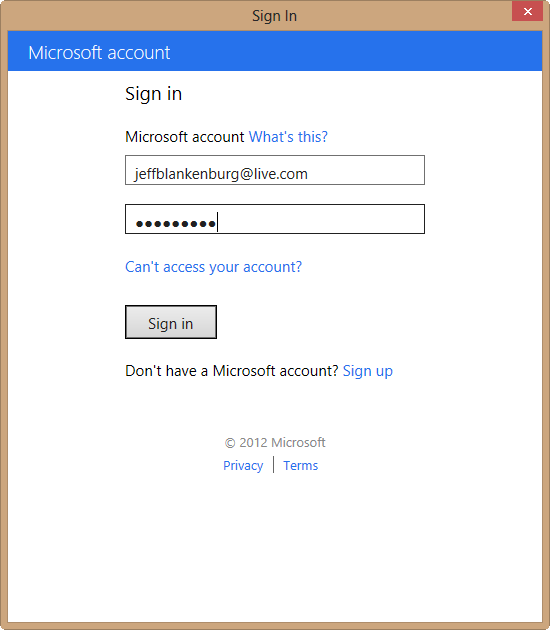 Sign In
Microsoft account
Sign in
Microsoft account What's this?
jeffblankenburg@live.com
●●●●●●●●●
Can't access your account?
Sign in
Don't have a Microsoft account? Sign up
© 2012 Microsoft
Privacy | Terms